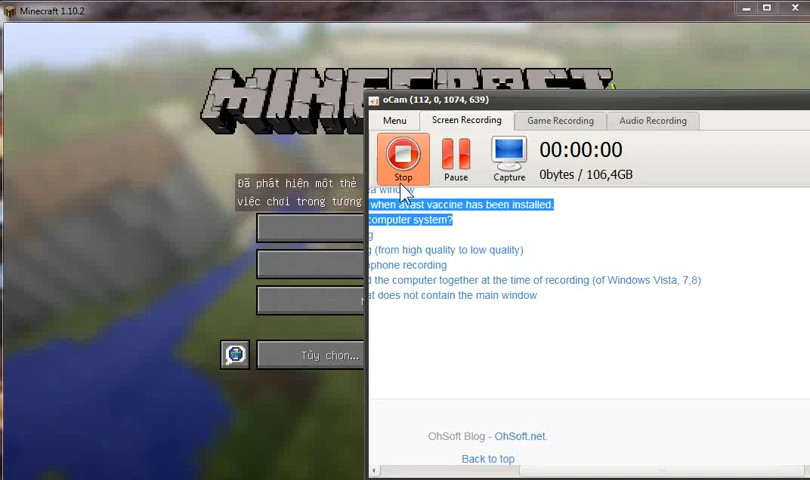 Minecraft 1.10.2
MINECRAFT
oCam (112, 0, 1074, 639)
Menu
Screen Recording
Game Recording
Audio Recording
Stop
Pause
Capture
00:00:00
0bytes / 106,4GB
Đã phát hiện một thẻ
việc chơi trong tương
window
when avast vaccine has been installed
computer system?
g (from high quality to low quality)
ophone recording
d the computer together at the time of recording (of Windows Vista, 7,8)
at does not contain the main window
Tùy chọn...
OhSoft Blog - OhSoft.net.
Back to top